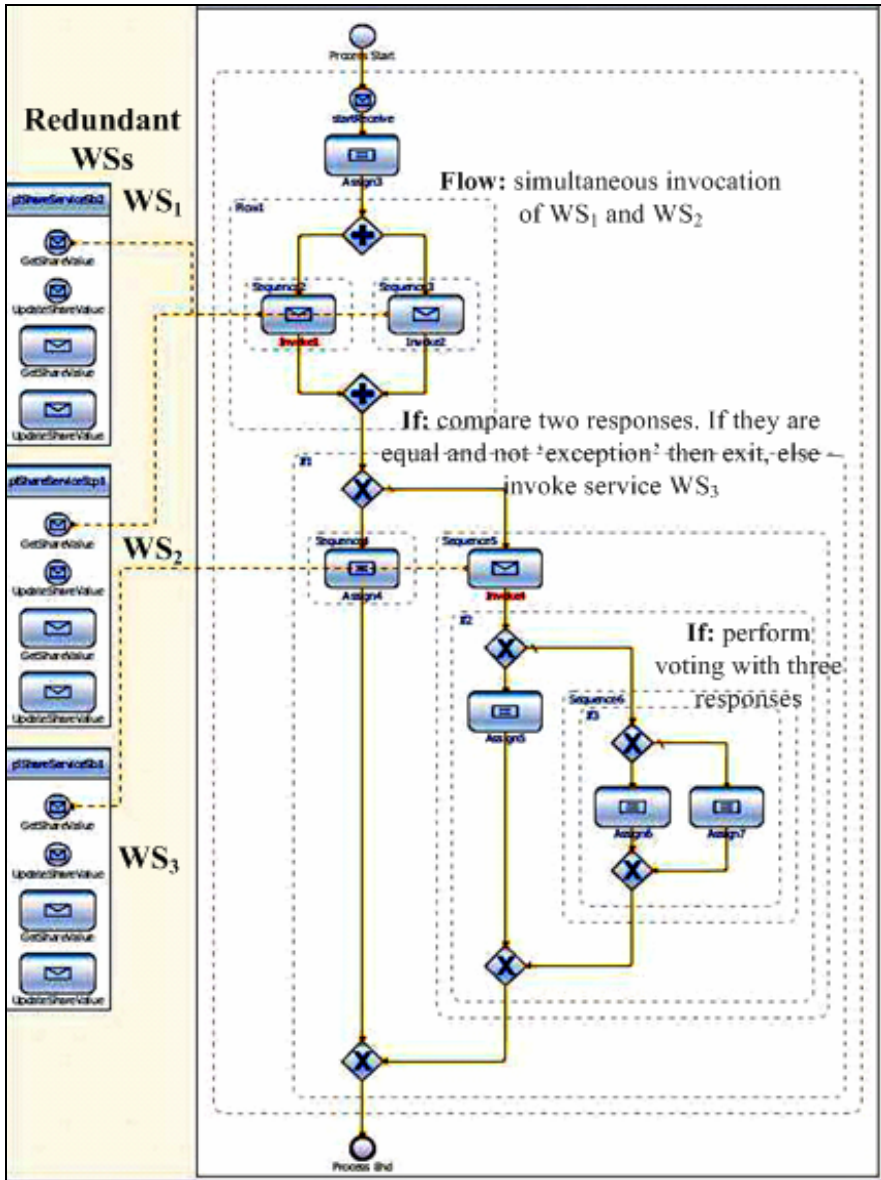 Process Start
startReceive
Assign3
Redundant
WSs
WS₁
Flow: simultaneous invocation
of WS₁ and WS₂
Flow1
Sequence2
Sequence3
Invoke1
Invoke2
GetShareValue
UpdateShareValue
GetShareValue
UpdateShareValue
If: compare two responses. If they are
equal and not ‘exception’ then exit, else
invoke service WS₃
If1
WS₂
GetShareValue
UpdateShareValue
GetShareValue
UpdateShareValue
Sequence4
Sequence5
Assign4
Invoke4
If2
If: perform
voting with three
responses
Assign5
Sequence6
If3
Assign6
Assign7
WS₃
GetShareValue
UpdateShareValue
GetShareValue
UpdateShareValue
Process End